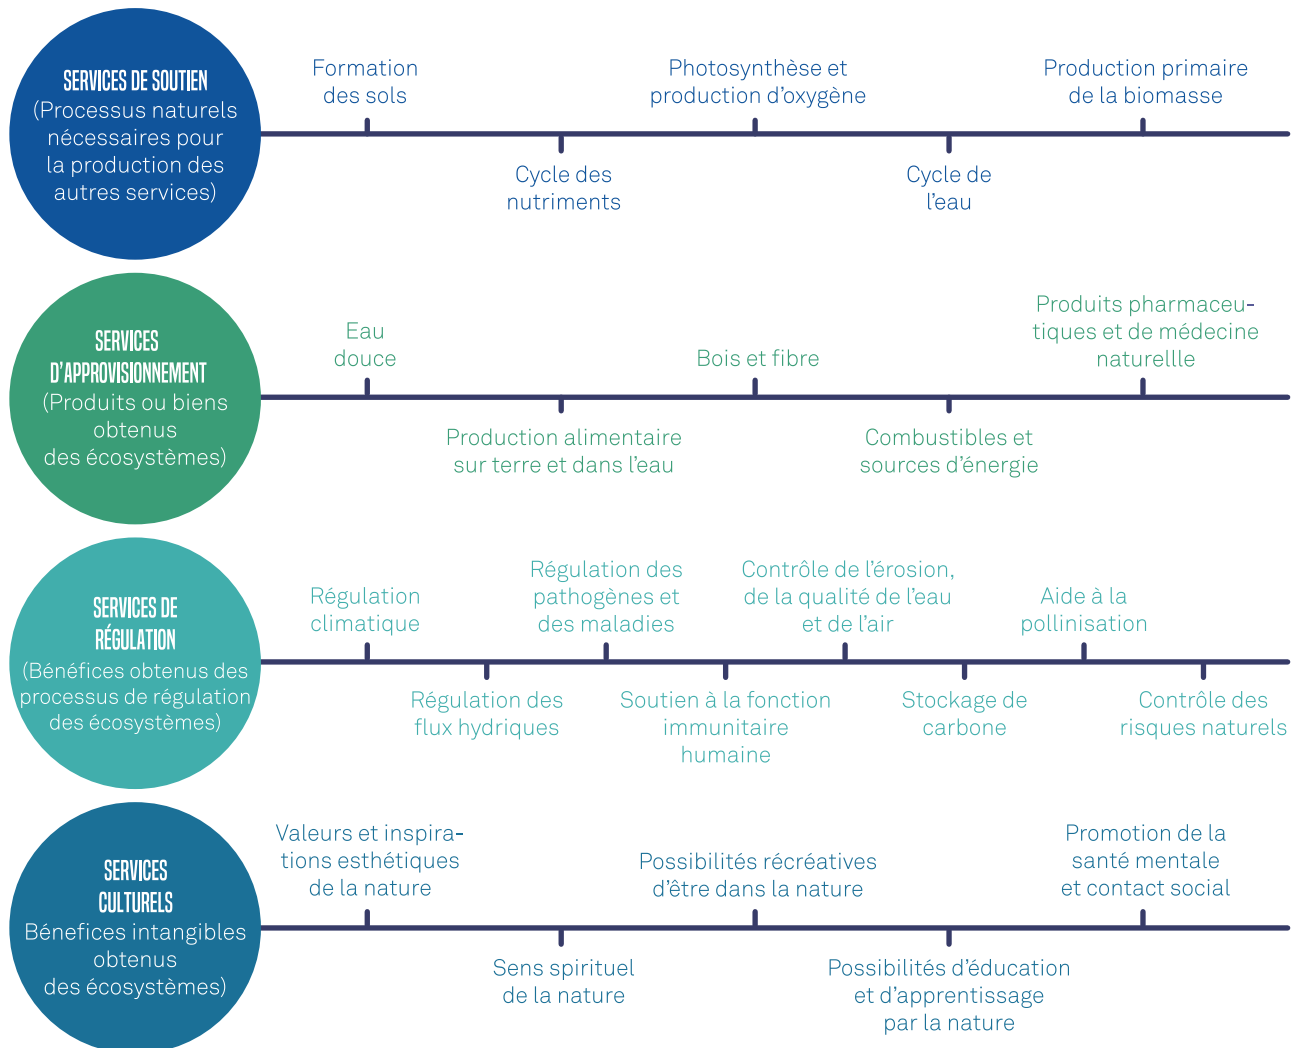 SERVICES DE SOUTIEN
(Processus naturels
nécessaires pour
la production des
autres services)
Formation
des sols
Cycle des
nutriments
Photosynthèse et
production d'oxygène
Cycle de
l'eau
Production primaire
de la biomasse
SERVICES
D'APPROVISIONNEMENT
(Produits ou biens
obtenus
des écosystèmes)
Eau
douce
Production alimentaire
sur terre et dans l'eau
Bois et fibre
Combustibles et
sources d'énergie
Produits pharmaceu-
tiques et de médecine
naturellle
SERVICES DE
RÉGULATION
(Bénéfices obtenus des
processus de régulation
des écosystèmes)
Régulation
climatique
Régulation des
flux hydriques
Régulation des
pathogènes et
des maladies
Soutien à la fonction
immunitaire
humaine
Contrôle de l'érosion,
de la qualité de l'eau
et de l'air
Stockage de
carbone
Aide à la
pollinisation
Contrôle des
risques naturels
SERVICES
CULTURELS
Bénefices intangibles
obtenus
des écosystèmes)
Valeurs et inspira-
tions esthétiques
de la nature
Sens spirituel
de la nature
Possibilités récréatives
d'être dans la nature
Possibilités d'éducation
et d'apprentissage
par la nature
Promotion de la
santé mentale
et contact social